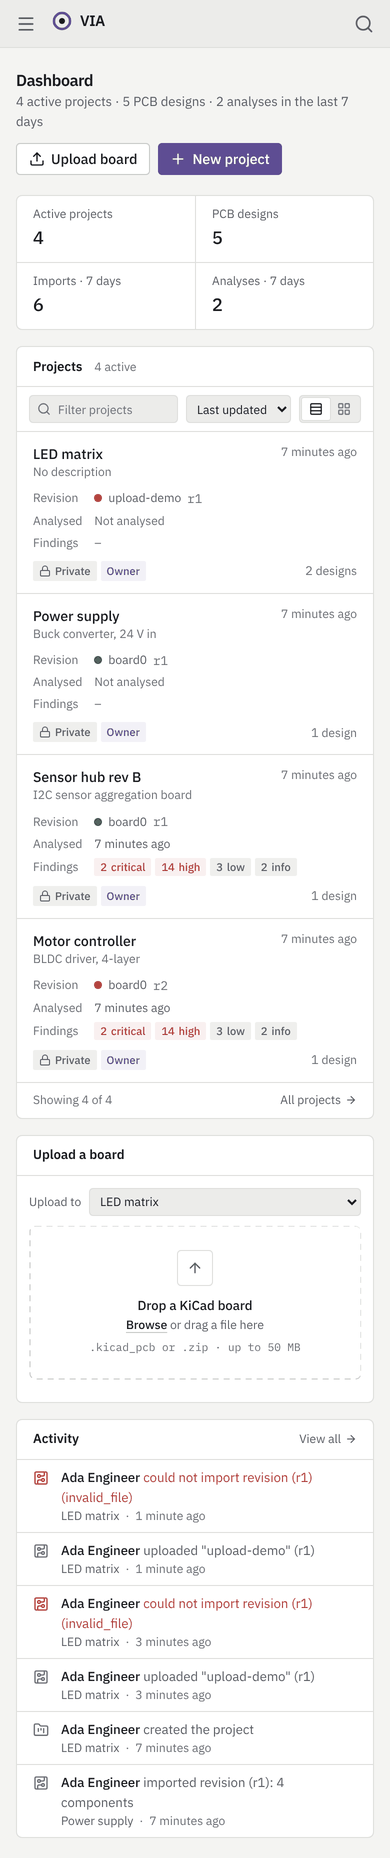 VIA
Dashboard
4 active projects · 5 PCB designs · 2 analyses in the last 7
days
Upload board
New project
Active projects
4
PCB designs
5
Imports · 7 days
6
Analyses · 7 days
2
Projects 4 active
Filter projects
Last updated
LED matrix 7 minutes ago
No description
Revision upload-demo r1
Analysed Not analysed
Findings –
Private Owner 2 designs
Power supply 7 minutes ago
Buck converter, 24 V in
Revision board0 r1
Analysed Not analysed
Findings –
Private Owner 1 design
Sensor hub rev B 7 minutes ago
I2C sensor aggregation board
Revision board0 r1
Analysed 7 minutes ago
Findings 2 critical 14 high 3 low 2 info
Private Owner 1 design
Motor controller 7 minutes ago
BLDC driver, 4-layer
Revision board0 r2
Analysed 7 minutes ago
Findings 2 critical 14 high 3 low 2 info
Private Owner 1 design
Showing 4 of 4 All projects →
Upload a board
Upload to LED matrix
Drop a KiCad board
Browse or drag a file here
.kicad_pcb or .zip · up to 50 MB
Activity View all →
Ada Engineer could not import revision (r1)
(invalid_file)
LED matrix · 1 minute ago
Ada Engineer uploaded "upload-demo" (r1)
LED matrix · 1 minute ago
Ada Engineer could not import revision (r1)
(invalid_file)
LED matrix · 3 minutes ago
Ada Engineer uploaded "upload-demo" (r1)
LED matrix · 3 minutes ago
Ada Engineer created the project
LED matrix · 7 minutes ago
Ada Engineer imported revision (r1): 4
components
Power supply · 7 minutes ago